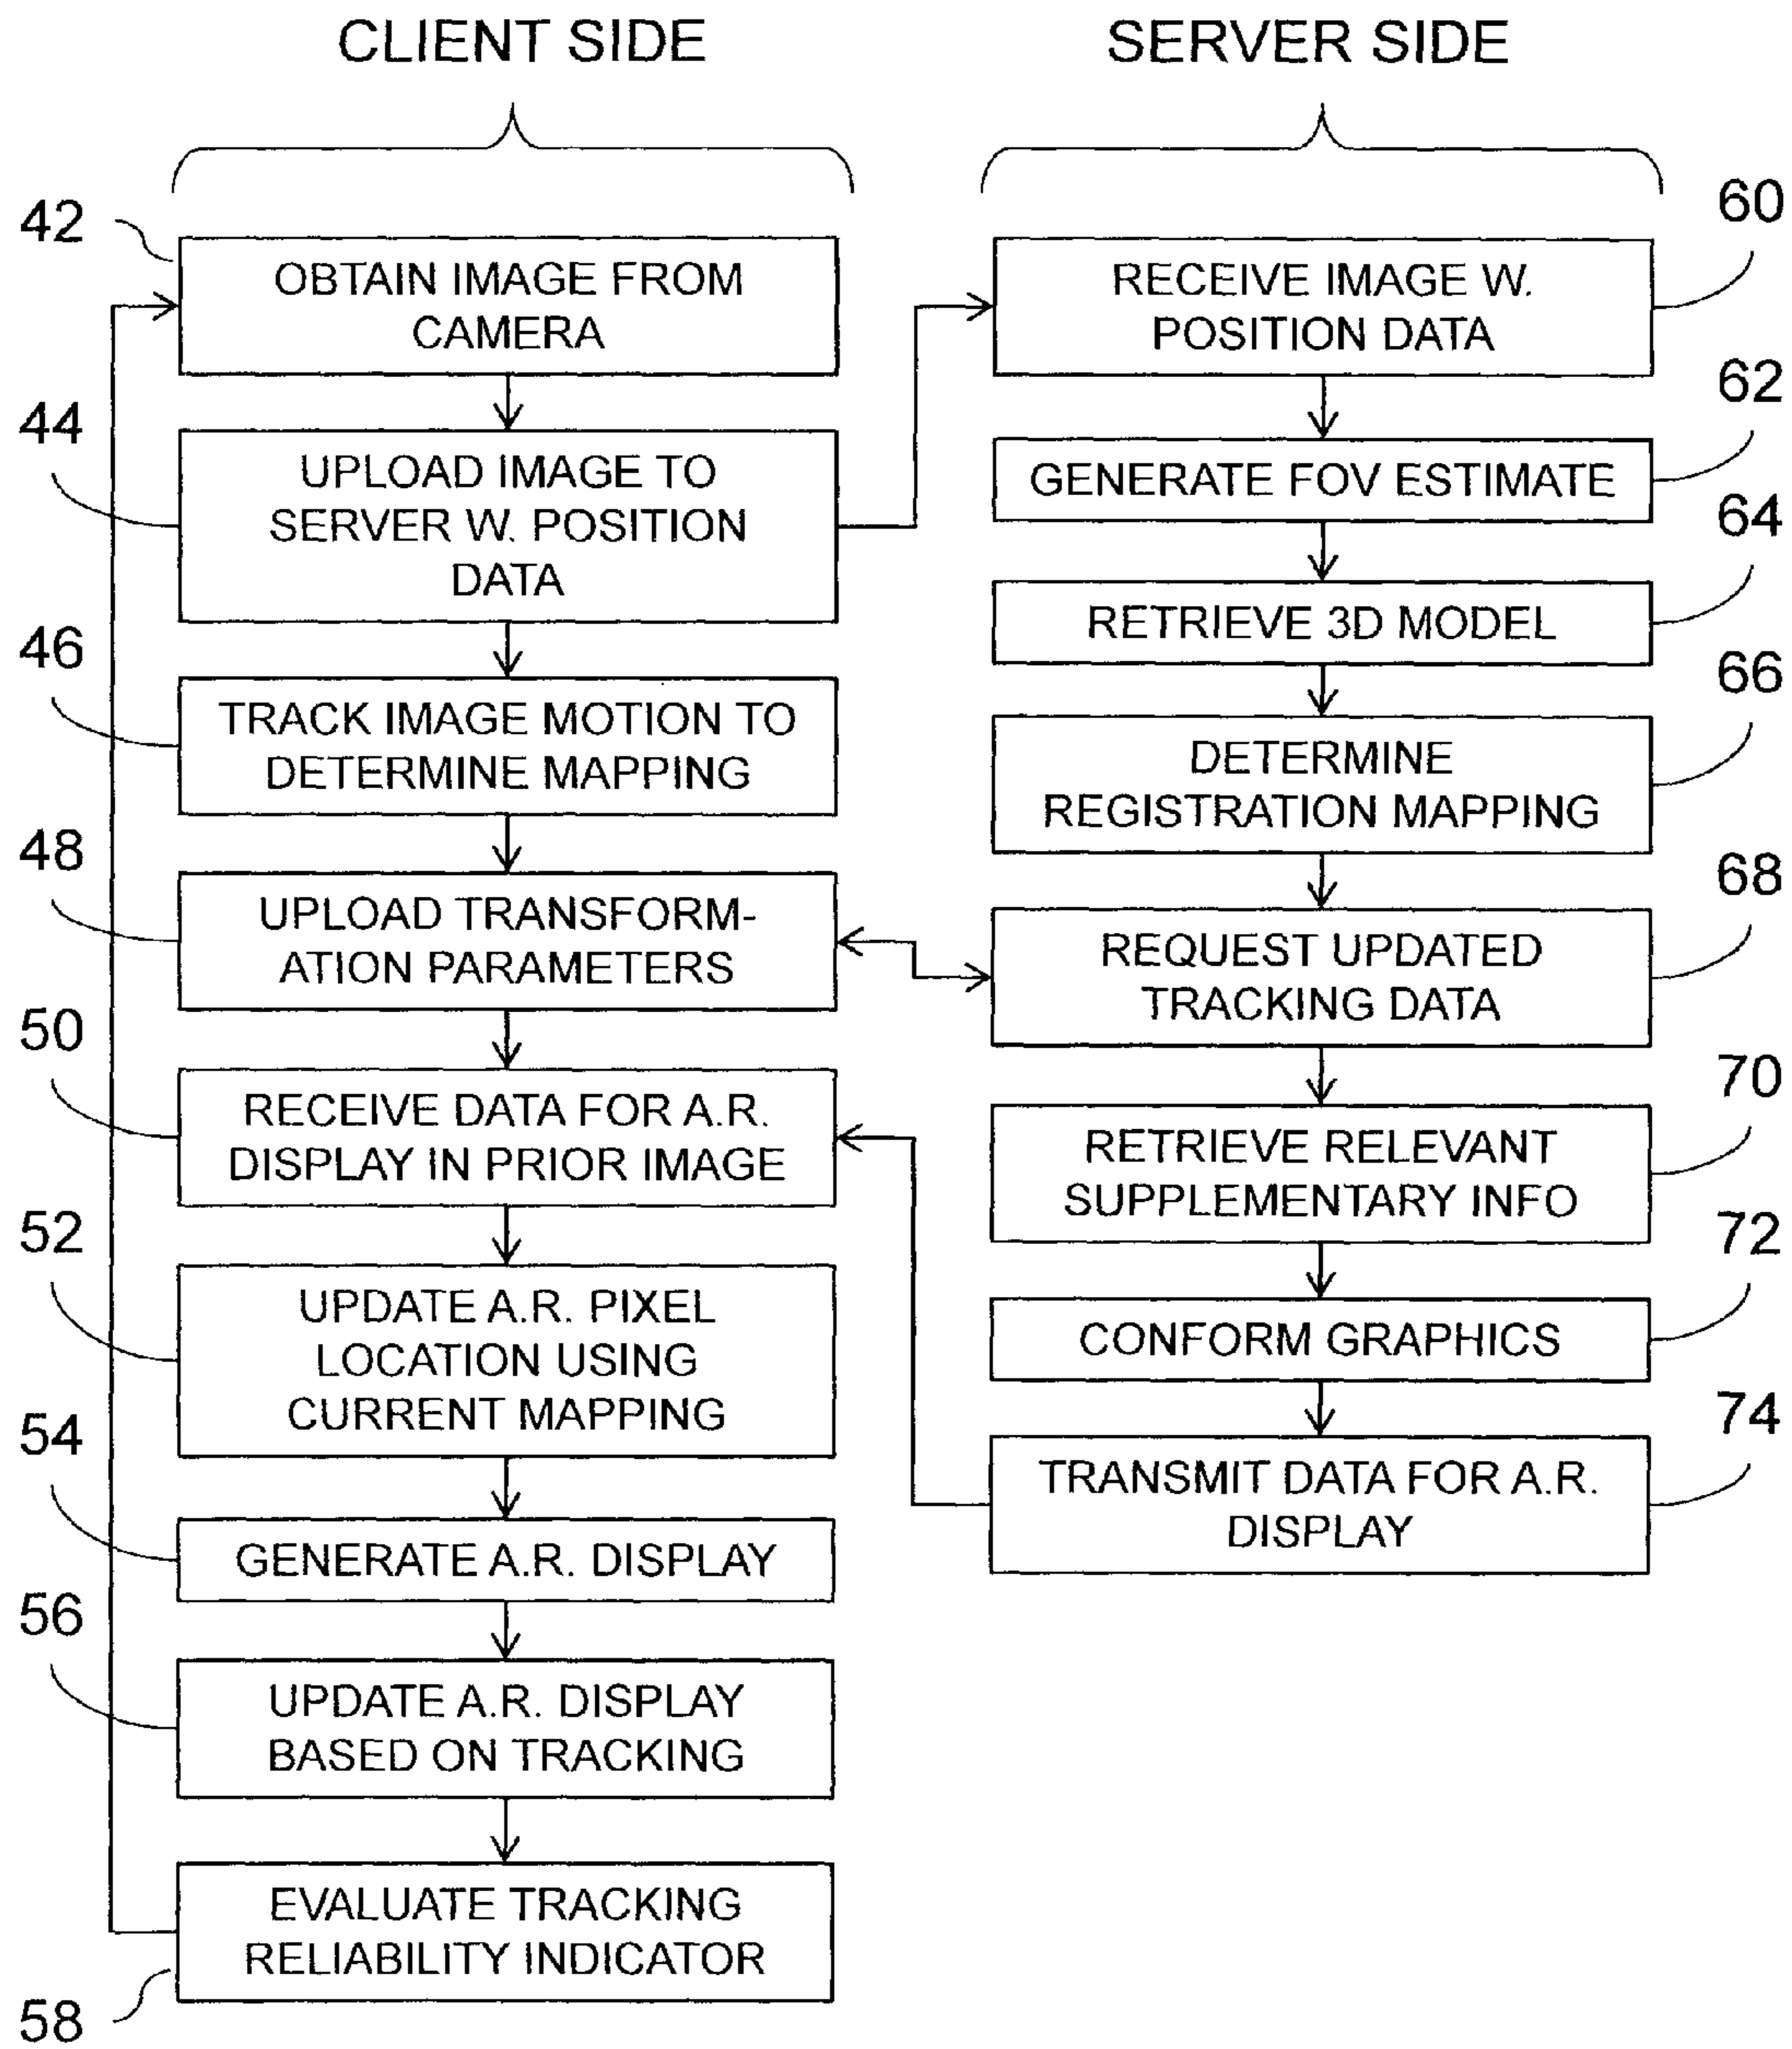 CLIENT SIDE
SERVER SIDE
42
OBTAIN IMAGE FROM
CAMERA
44
UPLOAD IMAGE TO
SERVER W. POSITION
DATA
46
TRACK IMAGE MOTION TO
DETERMINE MAPPING
48
UPLOAD TRANSFORM-
ATION PARAMETERS
50
RECEIVE DATA FOR A.R.
DISPLAY IN PRIOR IMAGE
52
UPDATE A.R. PIXEL
LOCATION USING
CURRENT MAPPING
54
GENERATE A.R. DISPLAY
56
UPDATE A.R. DISPLAY
BASED ON TRACKING
EVALUATE TRACKING
RELIABILITY INDICATOR
58
60
RECEIVE IMAGE W.
POSITION DATA
62
GENERATE FOV ESTIMATE
64
RETRIEVE 3D MODEL
66
DETERMINE
REGISTRATION MAPPING
68
REQUEST UPDATED
TRACKING DATA
70
RETRIEVE RELEVANT
SUPPLEMENTARY INFO
72
CONFORM GRAPHICS
74
TRANSMIT DATA FOR A.R.
DISPLAY